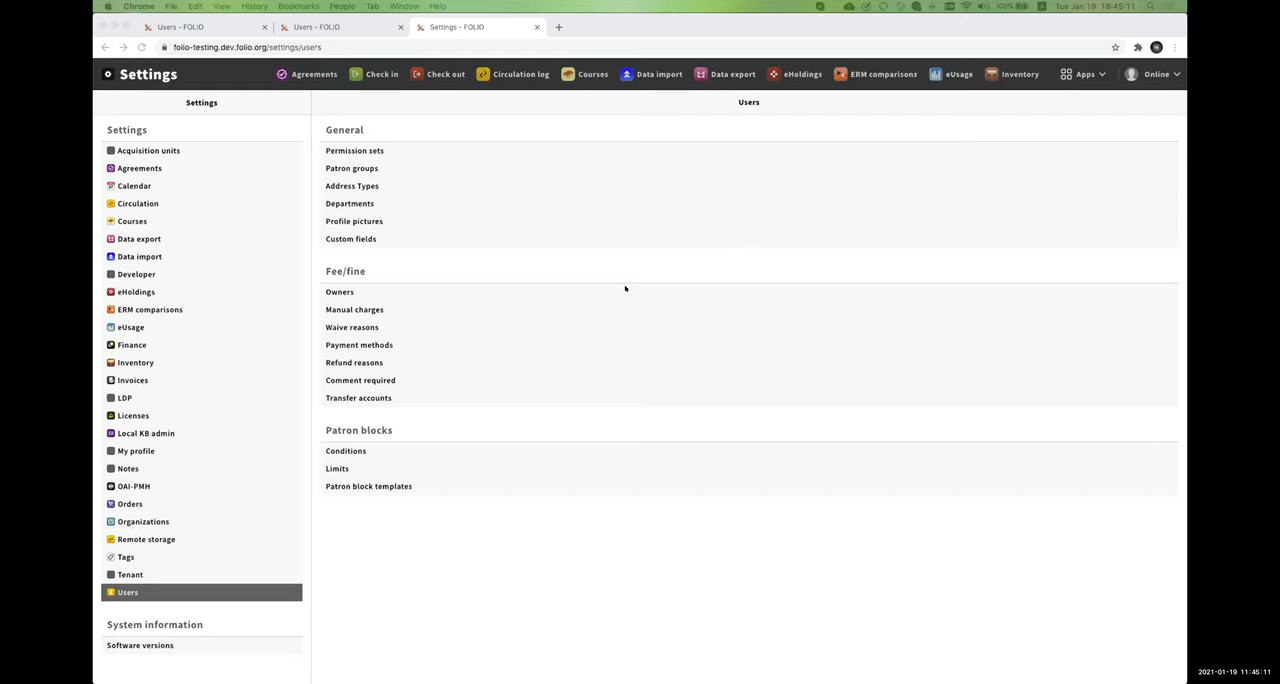 Chrome File Edit View History Bookmarks People Tab Window Help
100% Tue Jan 19 18:45:11
Users - FOLIO Users - FOLIO Settings - FOLIO
folio-testing.dev.folio.org/settings/users
Settings Agreements Check in Check out Circulation log Courses Data import Data export eHoldings ERM comparisons eUsage Inventory Apps Online
Settings
Users
Settings
Acquisition units
Agreements
Calendar
Circulation
Courses
Data export
Data import
Developer
eHoldings
ERM comparisons
eUsage
Finance
Inventory
Invoices
LDP
Licenses
Local KB admin
My profile
Notes
OAI-PMH
Orders
Organizations
Remote storage
Tags
Tenant
Users
System information
Software versions
General
Permission sets
Patron groups
Address Types
Departments
Profile pictures
Custom fields
Fee/fine
Owners
Manual charges
Waive reasons
Payment methods
Refund reasons
Comment required
Transfer accounts
Patron blocks
Conditions
Limits
Patron block templates
2021-01-19 11:45:11